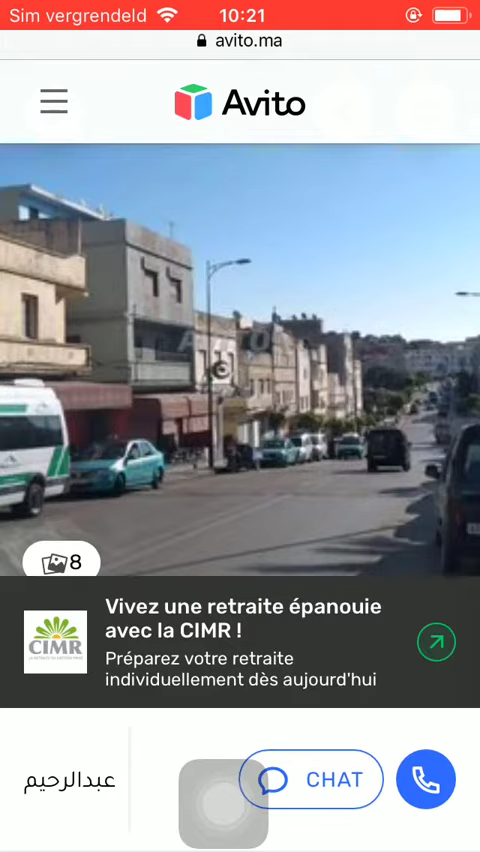 Sim vergrendeld
10:21
avito.ma
Avito
8
Vivez une retraite épanouie
avec la CIMR !
CIMR
Préparez votre retraite
individuellement dès aujourd'hui
عبدالرحيم
CHAT